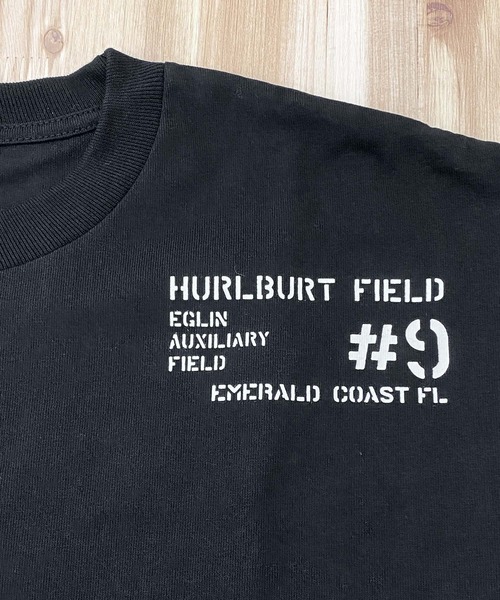 HURLBURT FIELD
EGLIN
AUXILIARY
FIELD
#9
EMERALD COAST FL